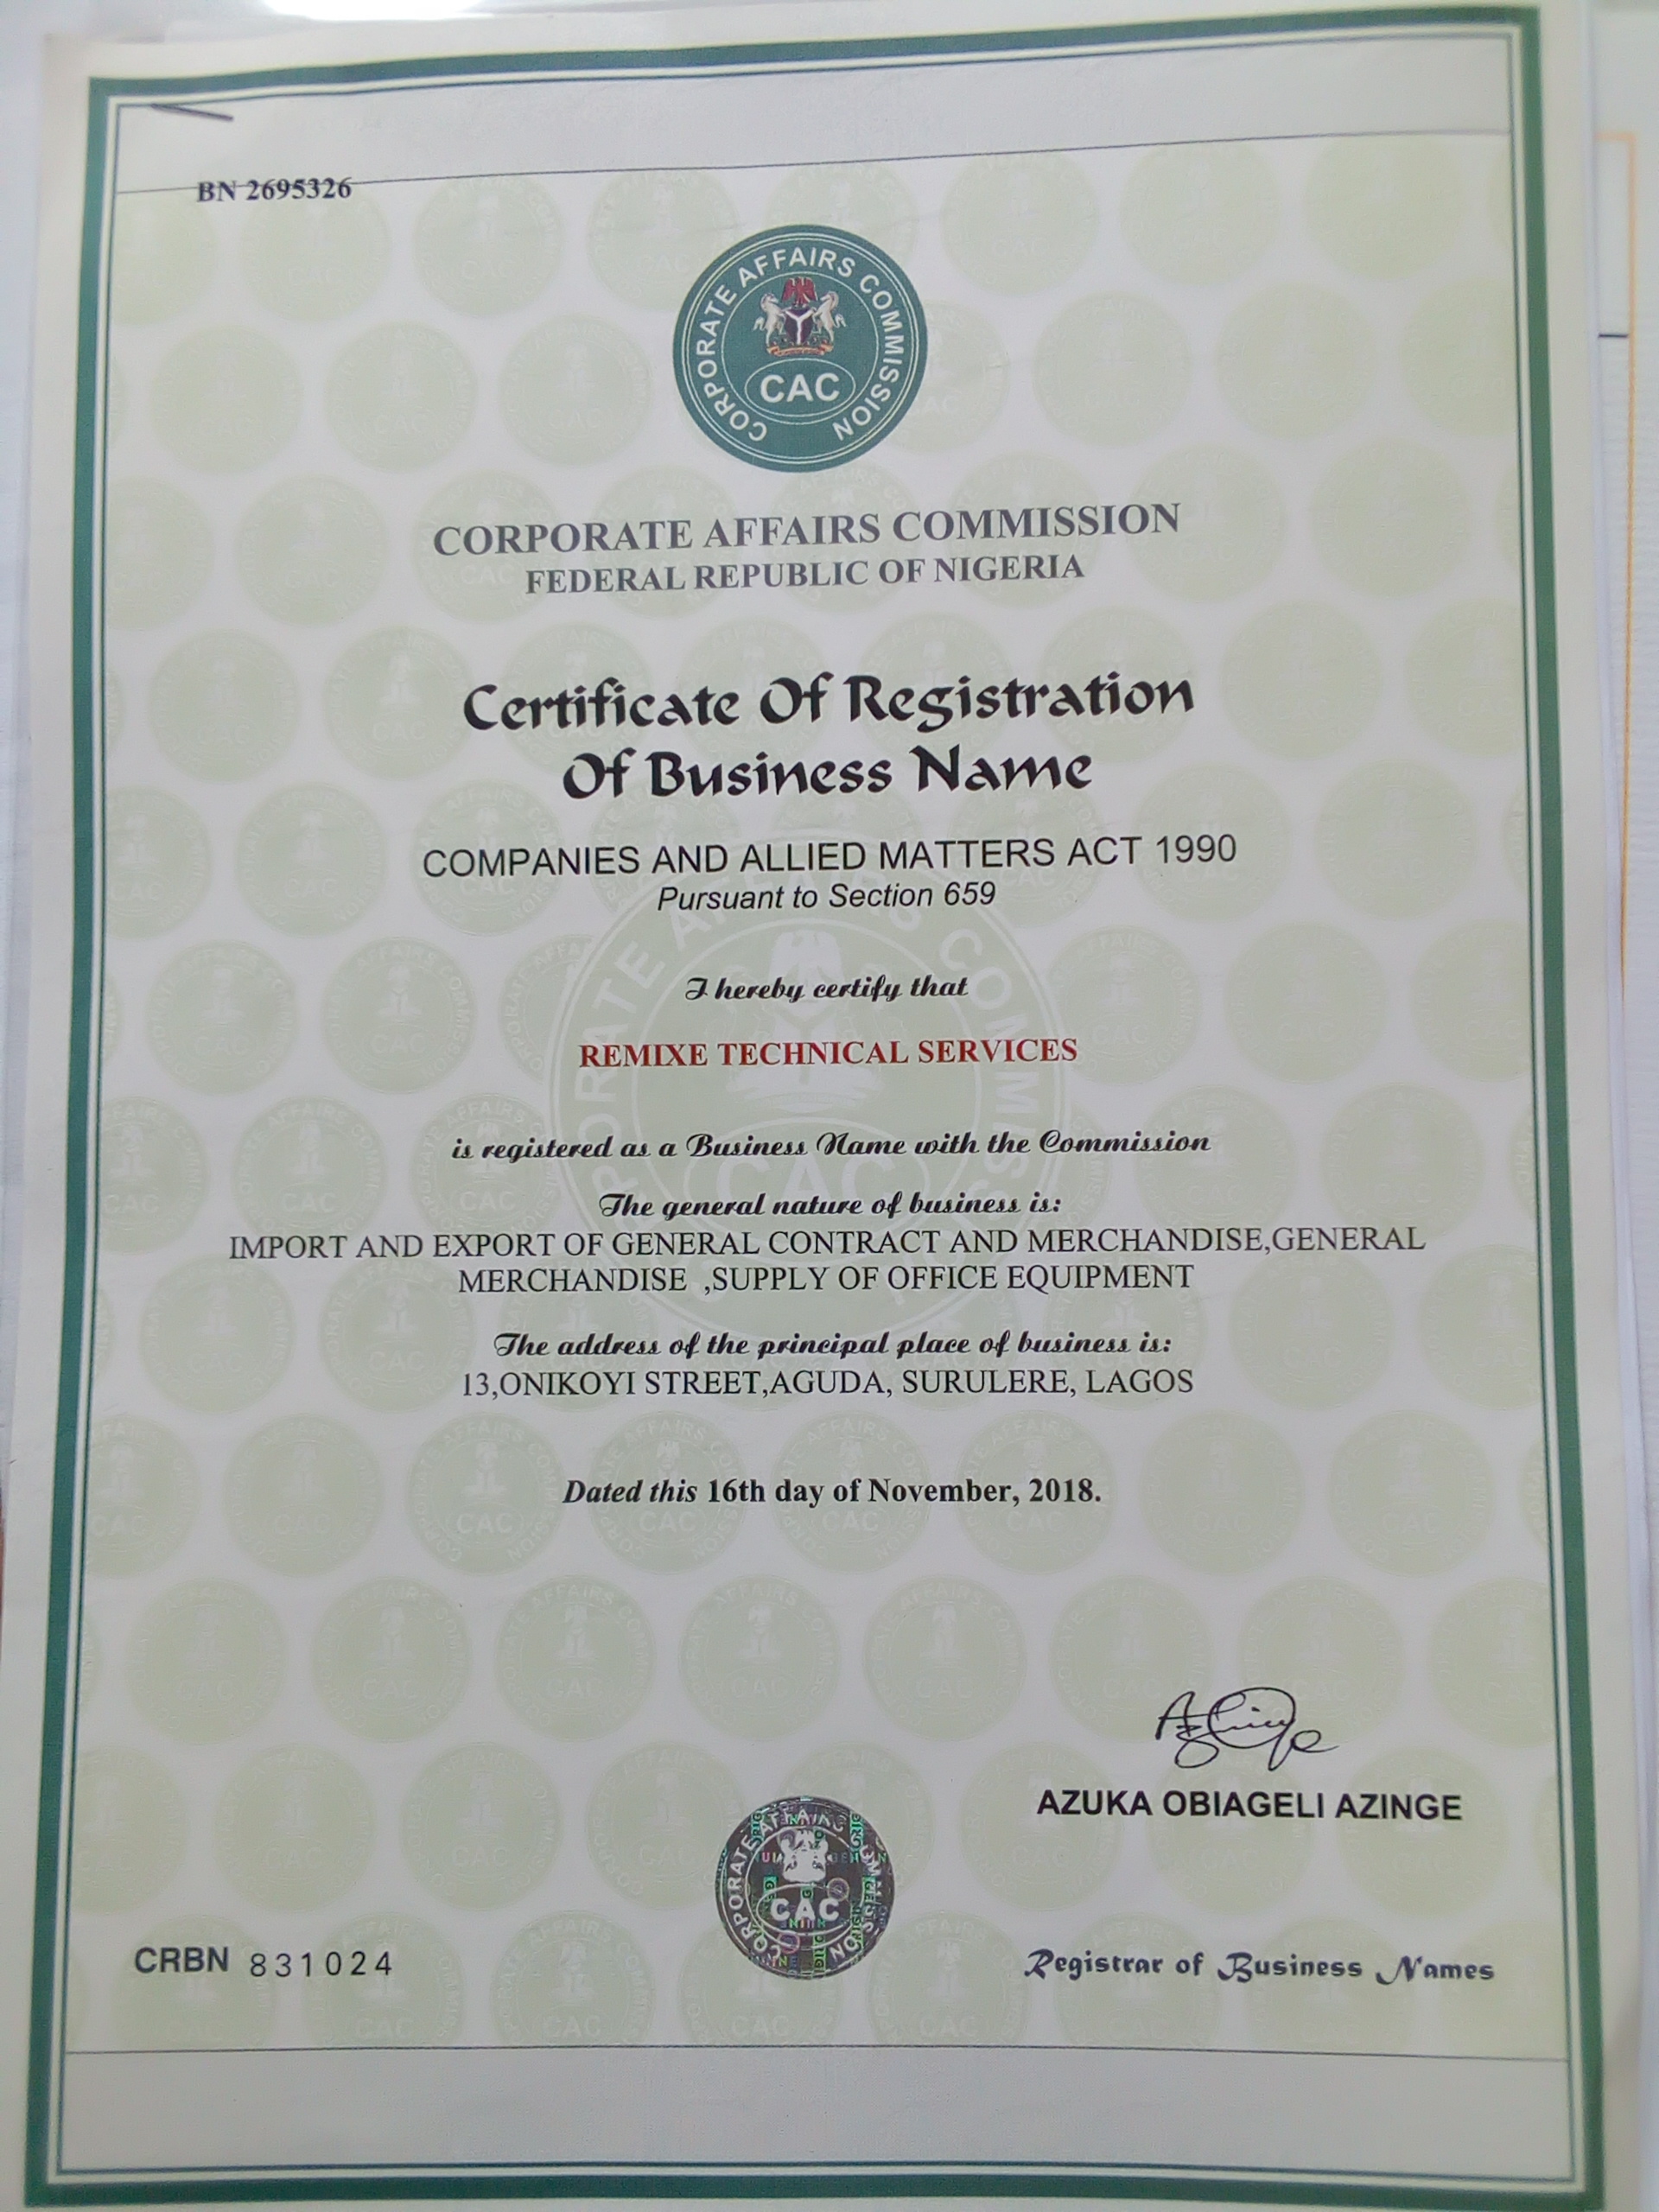 BN 2695326
CORPORATE AFFAIRS COMMISSION
CAC
CORPORATE AFFAIRS COMMISSION
FEDERAL REPUBLIC OF NIGERIA
Certificate Of Registration
Of Business Name
COMPANIES AND ALLIED MATTERS ACT 1990
Pursuant to Section 659
I hereby certify that
REMIXE TECHNICAL SERVICES
is registered as a Business Name with the Commission
The general nature of business is:
IMPORT AND EXPORT OF GENERAL CONTRACT AND MERCHANDISE,GENERAL
MERCHANDISE ,SUPPLY OF OFFICE EQUIPMENT
The address of the principal place of business is:
13,ONIKOYI STREET,AGUDA, SURULERE, LAGOS
Dated this 16th day of November, 2018.
AZUKA OBIAGELI AZINGE
CORPORATE AFFAIRS COMMISSION
CAC
CRBN 831024
Registrar of Business Names